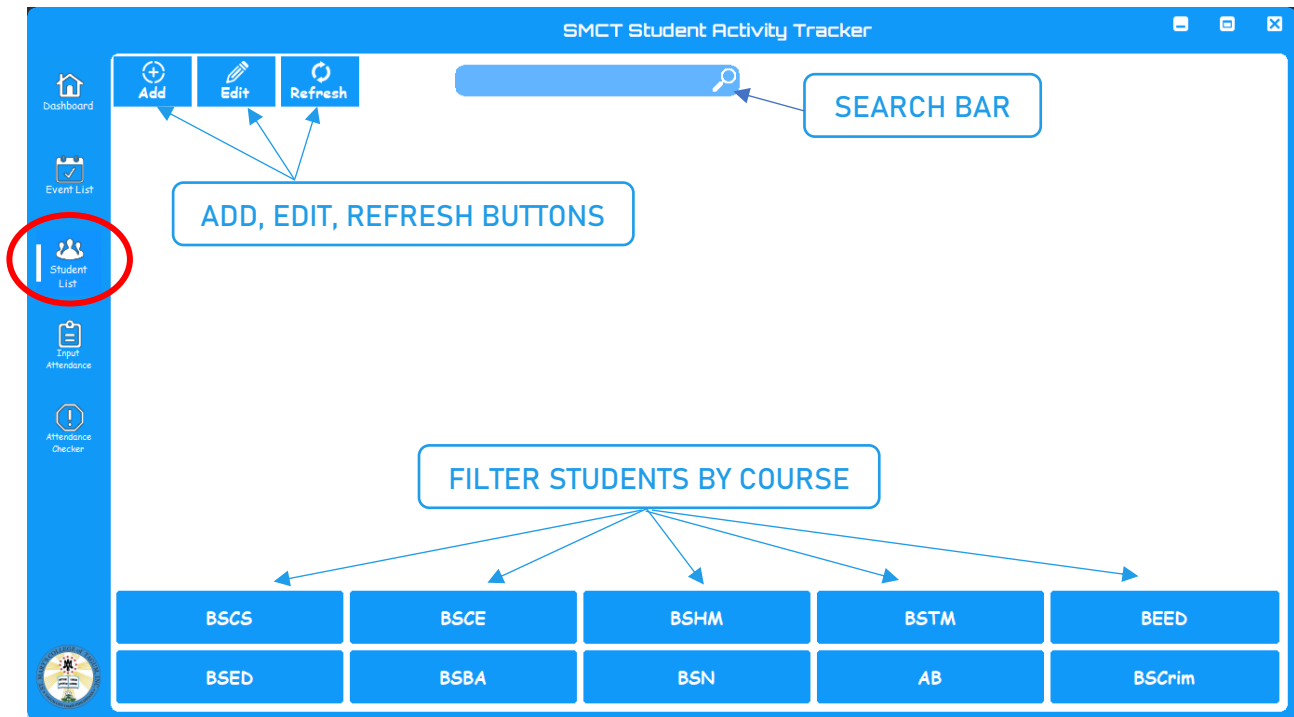 SMCT Student Activity Tracker
Dashboard
Add
Edit
Refresh
SEARCH BAR
Event List
ADD, EDIT, REFRESH BUTTONS
Student
List
Input
Attendance
Attendance
Checker
FILTER STUDENTS BY COURSE
BSCS
BSCE
BSHM
BSTM
BEED
BSED
BSBA
BSN
AB
BSCrim